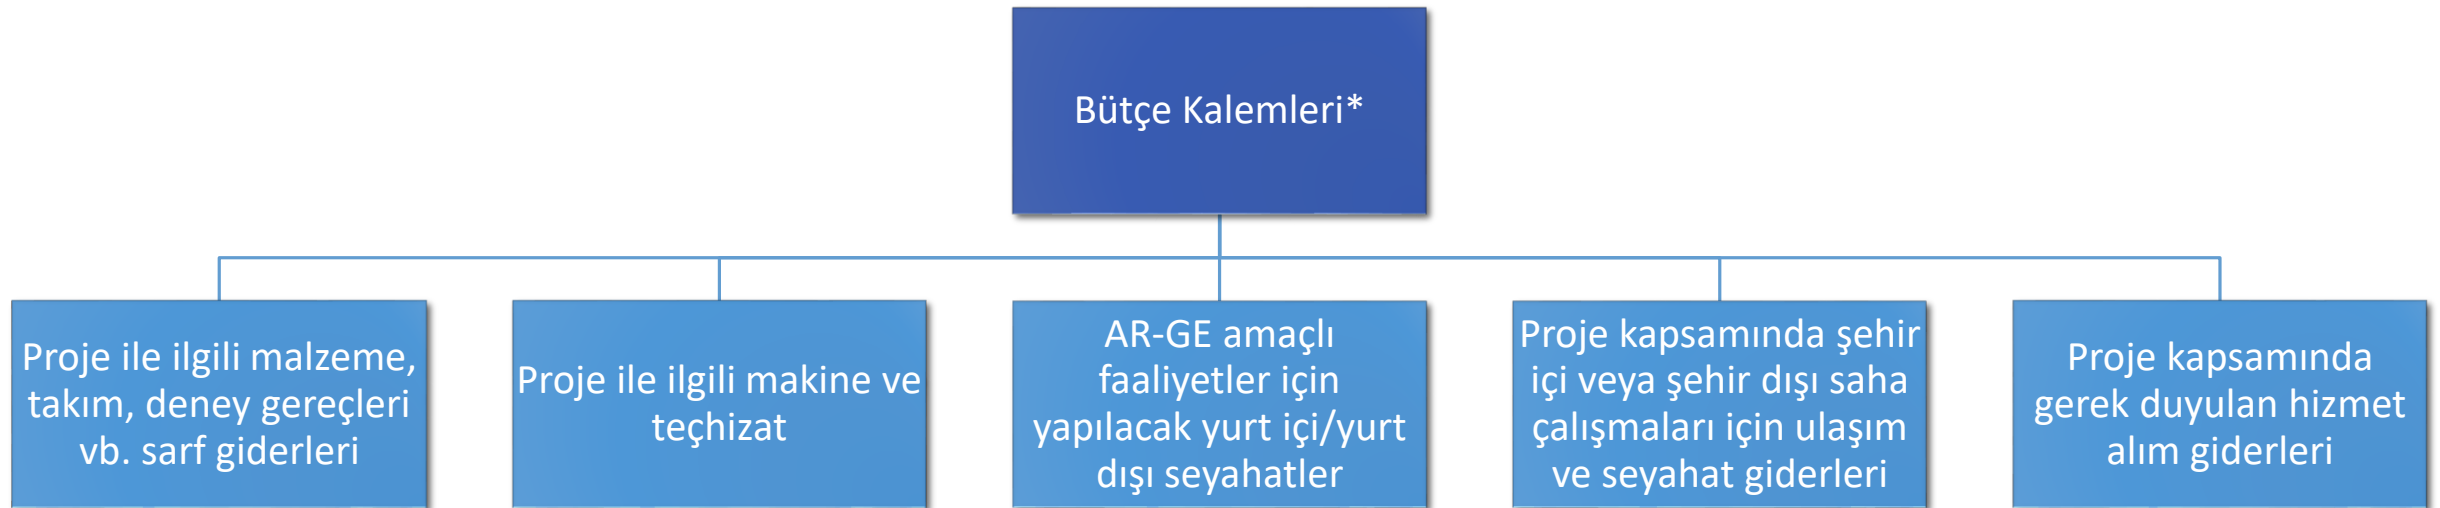 Bütçe Kalemleri*
Proje ile ilgili malzeme,
takım, deney gereçleri
vb. sarf giderleri
Proje ile ilgili makine ve
teçhizat
AR-GE amaçlı
faaliyetler için
yapılacak yurt içi/yurt
dışı seyahatler
Proje kapsamında şehir
içi veya şehir dışı saha
çalışmaları için ulaşım
ve seyahat giderleri
Proje kapsamında
gerek duyulan hizmet
alım giderleri